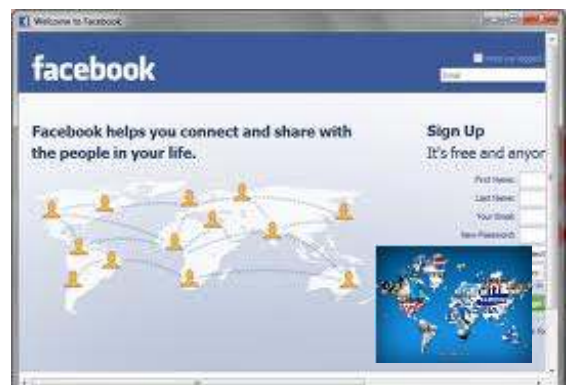 Welcome to Facebook
facebook
Email
Facebook helps you connect and share with
the people in your life.
Sign Up
It's free and anyor
First Name:
Last Name:
Your Email:
New Password: